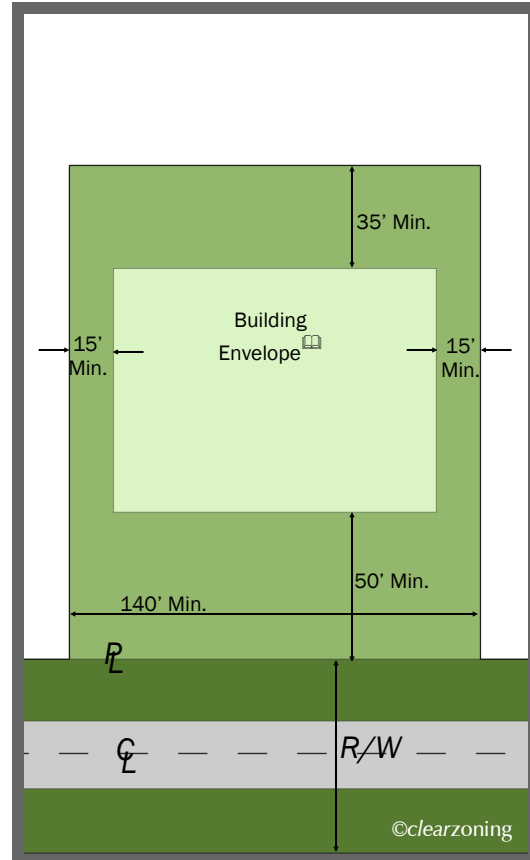 35’ Min.
Building
Envelope
15’
Min.
15’
Min.
50’ Min.
140’ Min.
PL
CL
R/W
©clearzoning